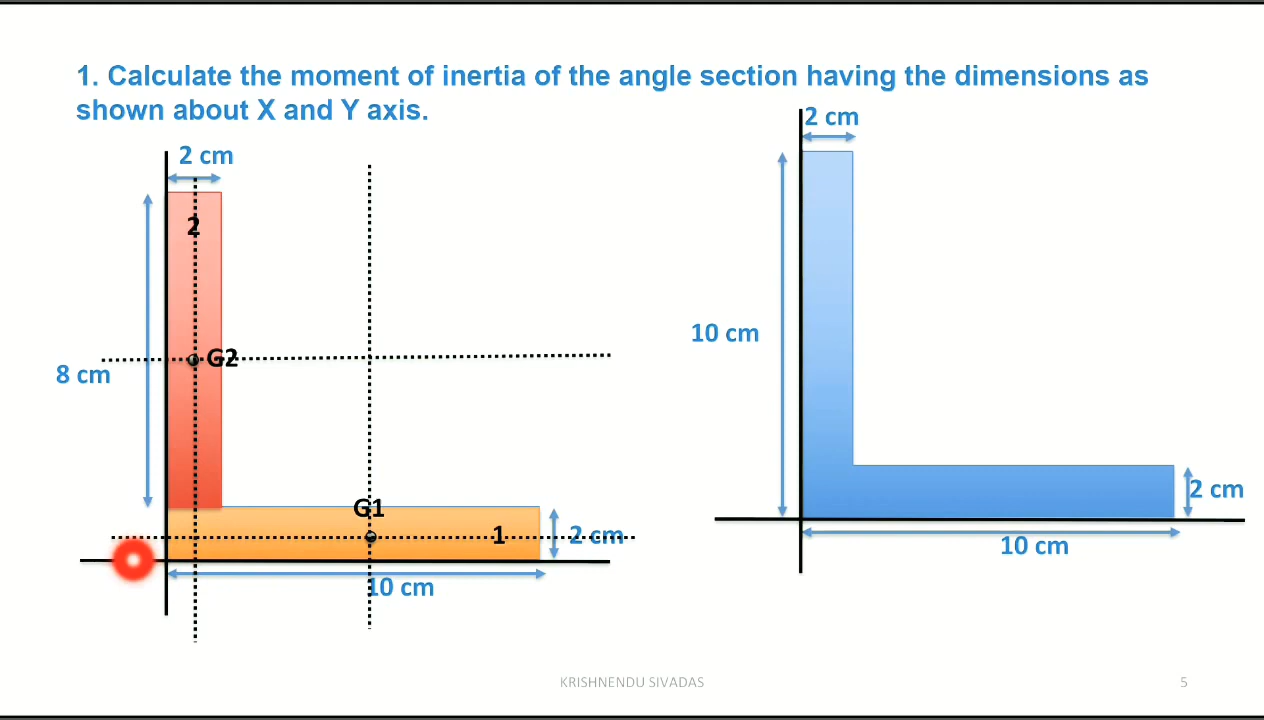 1. Calculate the moment of inertia of the angle section having the dimensions as
shown about X and Y axis.
2 cm
2
G2
8 cm
G1
1
2 cm
10 cm
2 cm
10 cm
2 cm
10 cm
KRISHNENDU SIVADAS
5